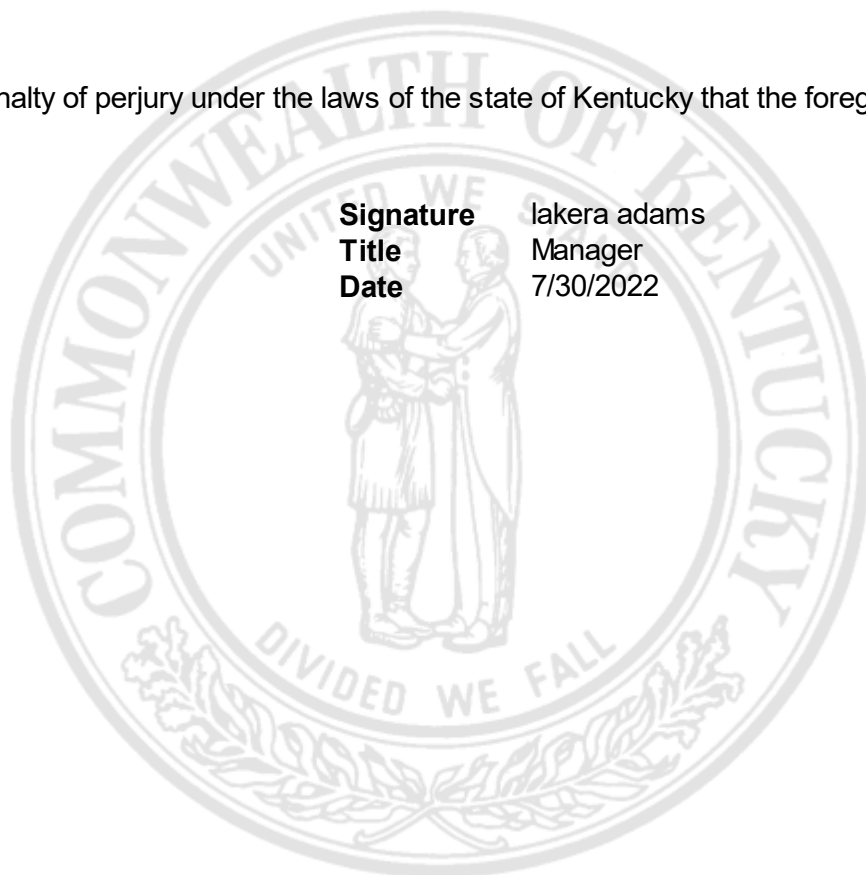 nalty of perjury under the laws of the state of Kentucky that the foreg
Signature lakera adams
Title Manager
Date 7/30/2022
COMMONWEALTH OF KENTUCKY
UNITED WE STAND
DIVIDED WE FALL